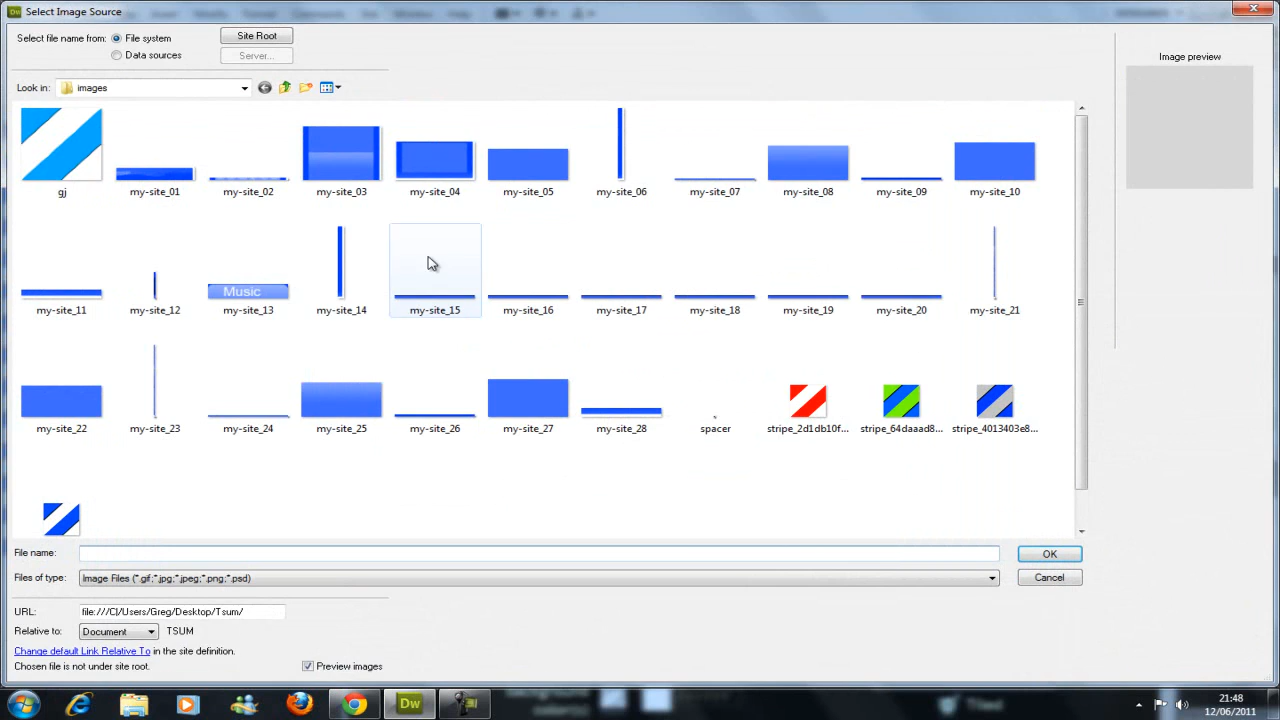 Dw Select Image Source
Select file name from: File system Site Root
Data sources Server...
Image preview
Look in: images
gj my-site_01 my-site_02 my-site_03 my-site_04 my-site_05 my-site_06 my-site_07 my-site_08 my-site_09 my-site_10
Music
my-site_11 my-site_12 my-site_13 my-site_14 my-site_15 my-site_16 my-site_17 my-site_18 my-site_19 my-site_20 my-site_21
my-site_22 my-site_23 my-site_24 my-site_25 my-site_26 my-site_27 my-site_28 spacer stripe_2d1db10f... stripe_64daaad8... stripe_4013403e8...
File name: OK
Files of type: Image Files (*.gif;*.jpg;*.jpeg;*.png;*.psd) Cancel
URL: file:///C|/Users/Greg/Desktop/Tsum/
Relative to: Document TSUM
Change default Link Relative To in the site definition.
Chosen file is not under site root. Preview images
Dw
21:48
12/06/2011